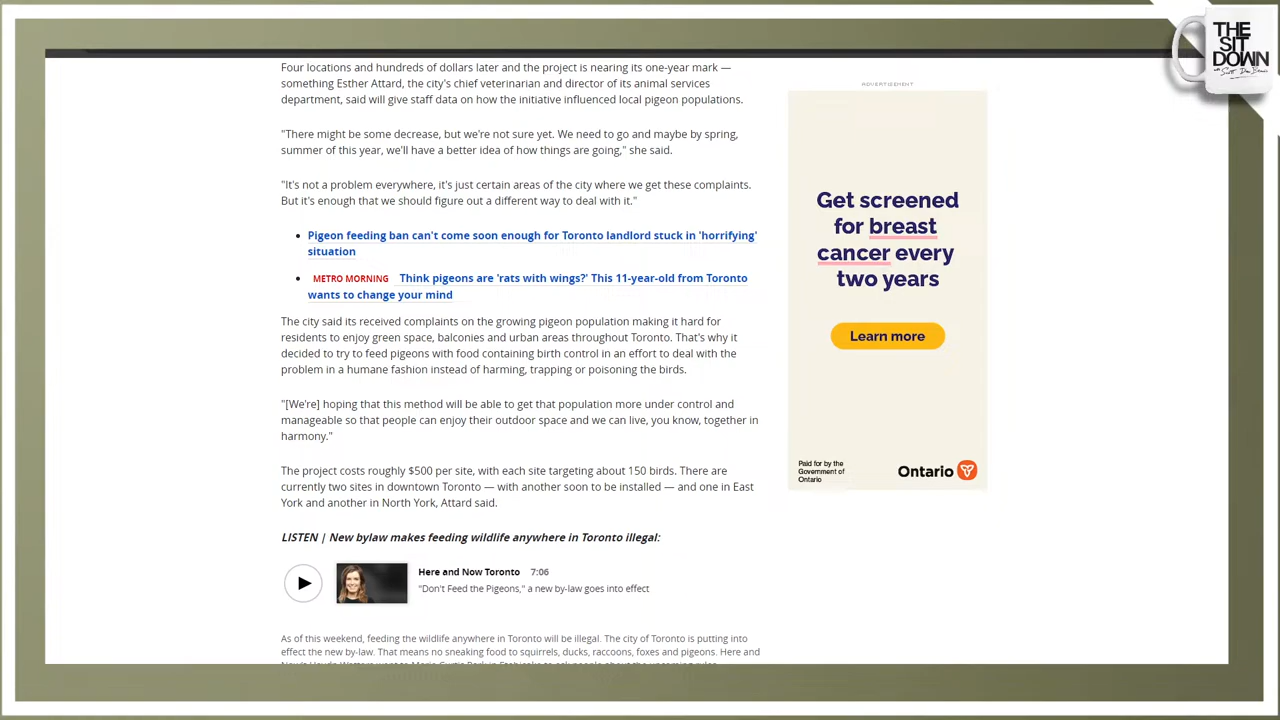 THE
SIT
DOWN
Four locations and hundreds of dollars later and the project is nearing its one-year mark —
something Esther Attard, the city's chief veterinarian and director of its animal services
department, said will give staff data on how the initiative influenced local pigeon populations.
"There might be some decrease, but we're not sure yet. We need to go and maybe by spring,
summer of this year, we'll have a better idea of how things are going," she said.
"It's not a problem everywhere, it's just certain areas of the city where we get these complaints.
But it's enough that we should figure out a different way to deal with it."
Pigeon feeding ban can't come soon enough for Toronto landlord stuck in 'horrifying'
situation
METRO MORNING Think pigeons are 'rats with wings?' This 11-year-old from Toronto
wants to change your mind
The city said its received complaints on the growing pigeon population making it hard for
residents to enjoy green space, balconies and urban areas throughout Toronto. That's why it
decided to try to feed pigeons with food containing birth control in an effort to deal with the
problem in a humane fashion instead of harming, trapping or poisoning the birds.
"[We're] hoping that this method will be able to get that population more under control and
manageable so that people can enjoy their outdoor space and we can live, you know, together in
harmony."
The project costs roughly $500 per site, with each site targeting about 150 birds. There are
currently two sites in downtown Toronto — with another soon to be installed — and one in East
York and another in North York, Attard said.
LISTEN | New bylaw makes feeding wildlife anywhere in Toronto illegal:
Here and Now Toronto 7:06
"Don't Feed the Pigeons," a new by-law goes into effect
As of this weekend, feeding the wildlife anywhere in Toronto will be illegal. The city of Toronto is putting into
effect the new by-law. That means no sneaking food to squirrels, ducks, raccoons, foxes and pigeons. Here and
ADVERTISEMENT
Get screened
for breast
cancer every
two years
Learn more
Paid for by the
Government of
Ontario
Ontario